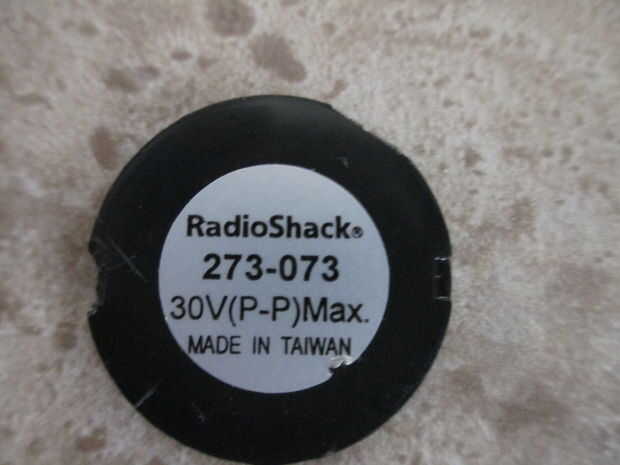 RadioShack®
273-073
30V(P-P)Max.
MADE IN TAIWAN